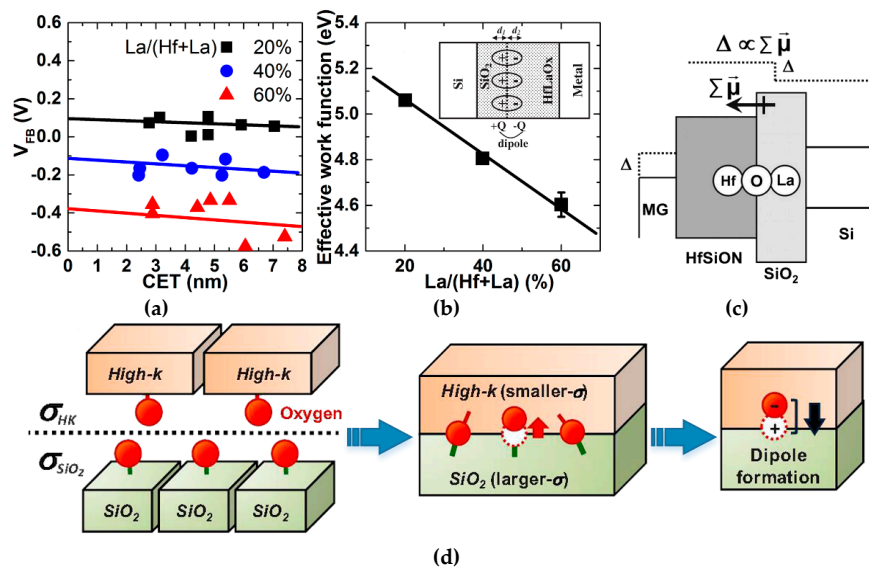 (a)
La/(Hf+La)
20%
40%
60%
V_FB (V)
0.6
0.4
0.2
0.0
-0.2
-0.4
-0.6
0 1 2 3 4 5 6 7 8
CET (nm)
(a)
(b)
Effective work function (eV)
5.4
5.2
5.0
4.8
4.6
4.4
20 40 60
La/(Hf+La) (%)
d₁ d₂
Si
SiO₂
HfLaOx
Metal
+ -
+ -
+ -
+Q -Q
dipole
(b)
Δ ∝ Σ μ⃗
Δ
Σ μ⃗
Δ
MG
Hf O La
Si
HfSiON
SiO₂
(c)
High-k High-k
σ_HK
Oxygen
σ_SiO₂
SiO₂ SiO₂ SiO₂
High-k (smaller-σ)
SiO₂ (larger-σ)
-
+
Dipole
formation
(d)